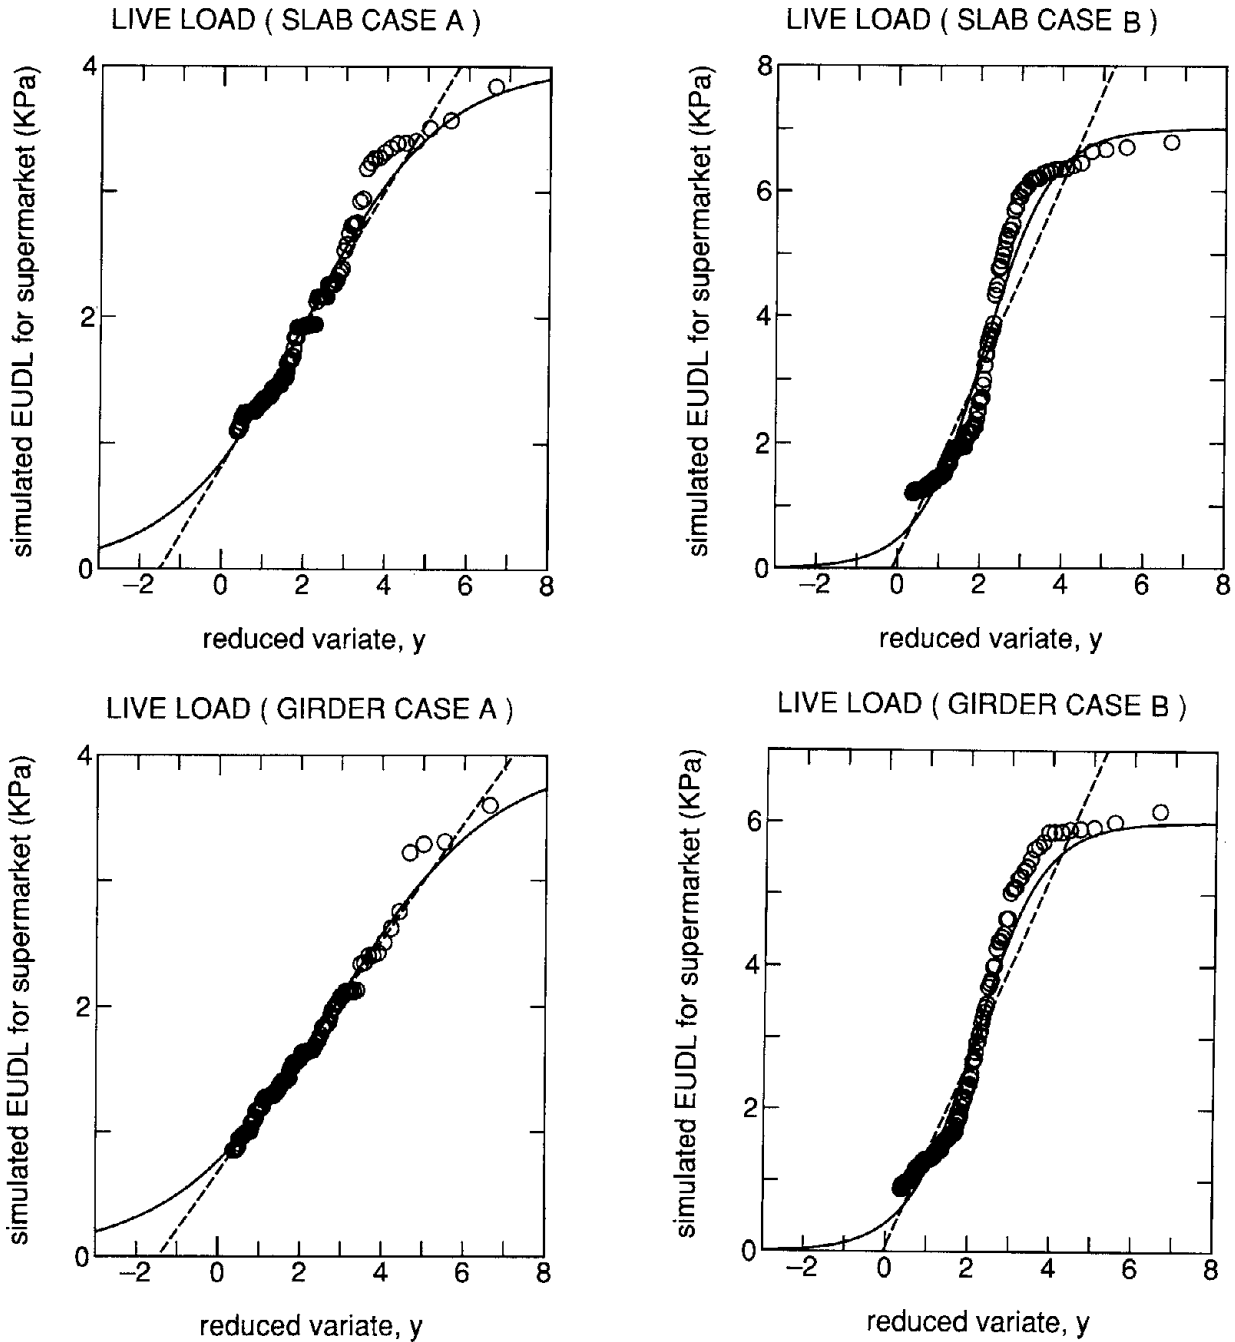 LIVE LOAD ( SLAB CASE A )
simulated EUDL for supermarket (KPa)
4
2
0
−2 0 2 4 6 8
reduced variate, y
LIVE LOAD ( SLAB CASE B )
simulated EUDL for supermarket (KPa)
8
6
4
2
0
−2 0 2 4 6 8
reduced variate, y
LIVE LOAD ( GIRDER CASE A )
simulated EUDL for supermarket (KPa)
4
2
0
−2 0 2 4 6 8
reduced variate, y
LIVE LOAD ( GIRDER CASE B )
simulated EUDL for supermarket (KPa)
6
4
2
0
−2 0 2 4 6 8
reduced variate, y